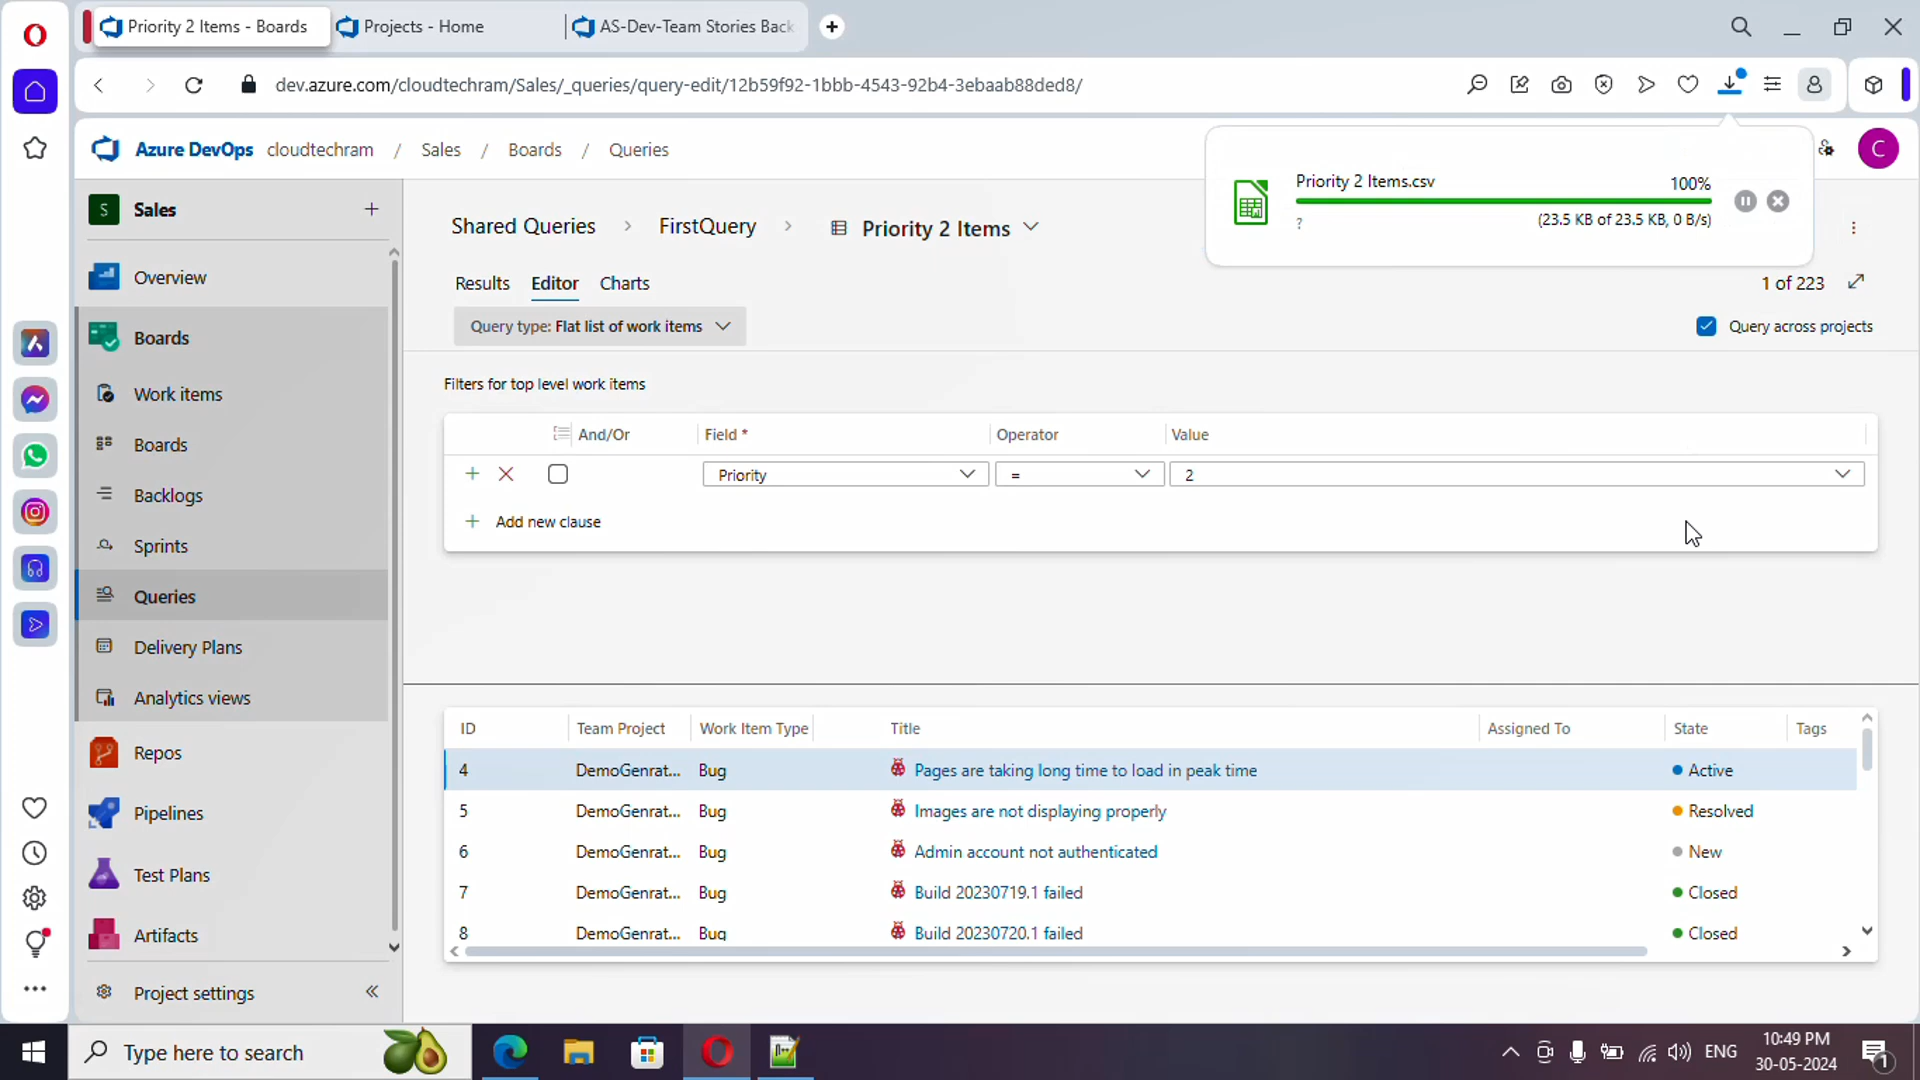 Priority 2 Items - Boards
Projects - Home
AS-Dev-Team Stories Back
dev.azure.com/cloudtechram/Sales/_queries/query-edit/12b59f92-1bbb-4543-92b4-3ebaab88ded8/
Azure DevOps cloudtechram / Sales / Boards / Queries
C
Priority 2 Items.csv 100%
? (23.5 KB of 23.5 KB, 0 B/s)
S Sales +
Overview
Boards
Work items
Boards
Backlogs
Sprints
Queries
Delivery Plans
Analytics views
Repos
Pipelines
Test Plans
Artifacts
Project settings
Shared Queries > FirstQuery > Priority 2 Items
Results Editor Charts
1 of 223
Query type: Flat list of work items
Query across projects
Filters for top level work items
And/Or Field * Operator Value
Priority = 2
+ Add new clause
ID Team Project Work Item Type Title Assigned To State Tags
4 DemoGenrat... Bug Pages are taking long time to load in peak time Active
5 DemoGenrat... Bug Images are not displaying properly Resolved
6 DemoGenrat... Bug Admin account not authenticated New
7 DemoGenrat... Bug Build 20230719.1 failed Closed
8 DemoGenrat... Bug Build 20230720.1 failed Closed
Type here to search
ENG
10:49 PM
30-05-2024
1